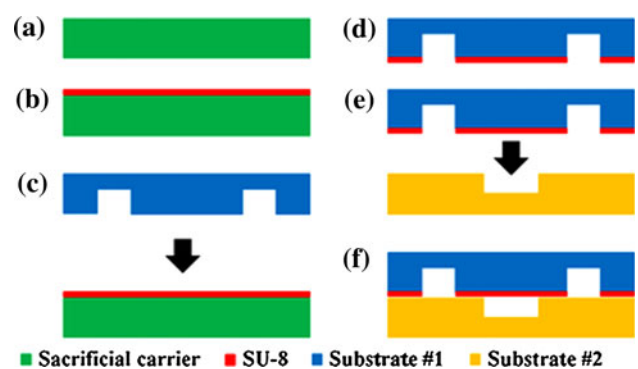 (a)
(b)
(c)
(d)
(e)
(f)
Sacrificial carrier SU-8 Substrate #1 Substrate #2